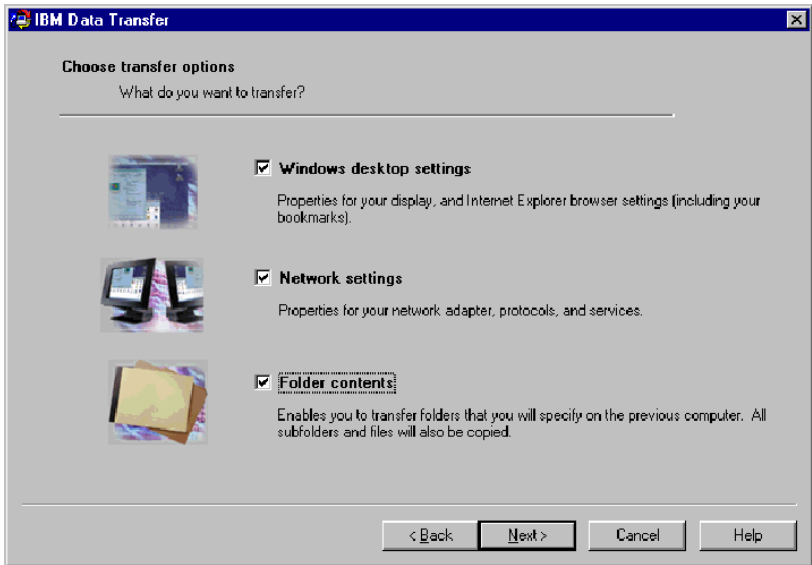 IBM Data Transfer
Choose transfer options
What do you want to transfer?
Windows desktop settings
Properties for your display, and Internet Explorer browser settings (including your
bookmarks).
Network settings
Properties for your network adapter, protocols, and services.
Folder contents
Enables you to transfer folders that you will specify on the previous computer. All
subfolders and files will also be copied.
< Back
Next >
Cancel
Help